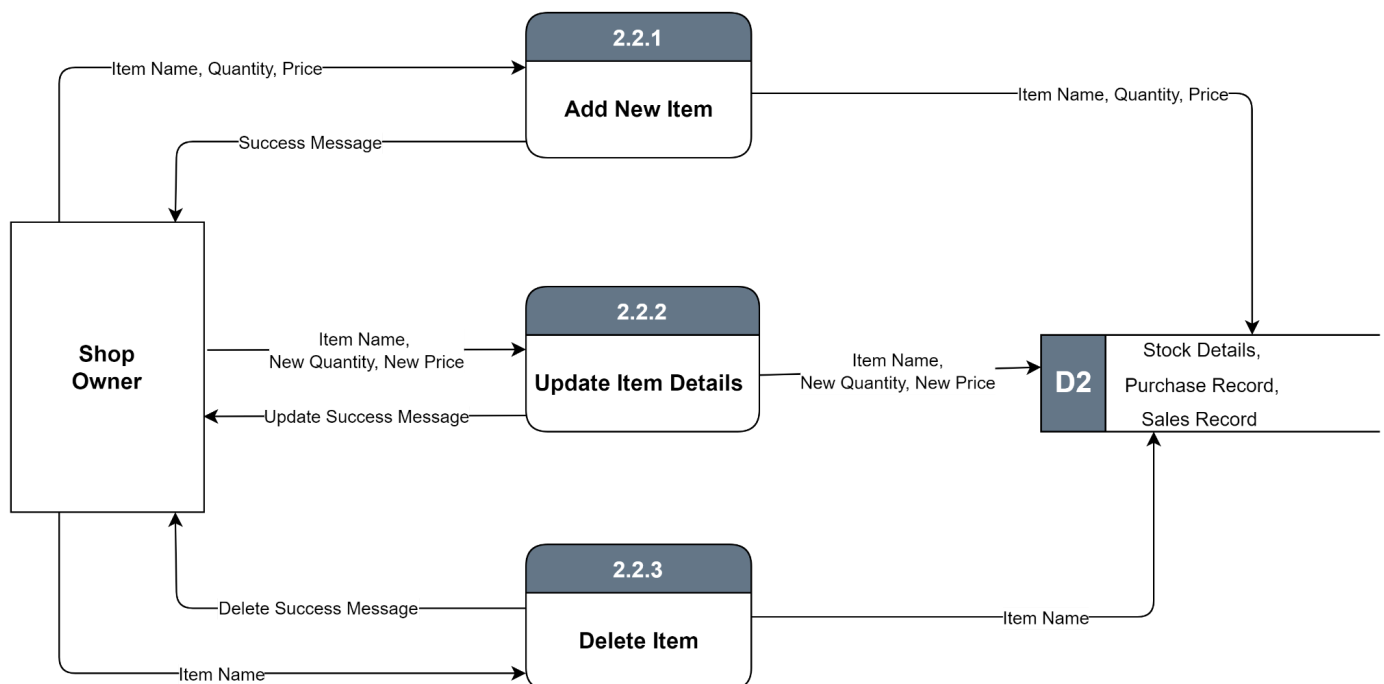 2.2.1
Item Name, Quantity, Price
Add New Item
Item Name, Quantity, Price
Success Message
Shop
Owner
2.2.2
Item Name,
New Quantity, New Price
Update Item Details
Item Name,
New Quantity, New Price
Update Success Message
D2
Stock Details,
Purchase Record,
Sales Record
2.2.3
Delete Success Message
Delete Item
Item Name
Item Name